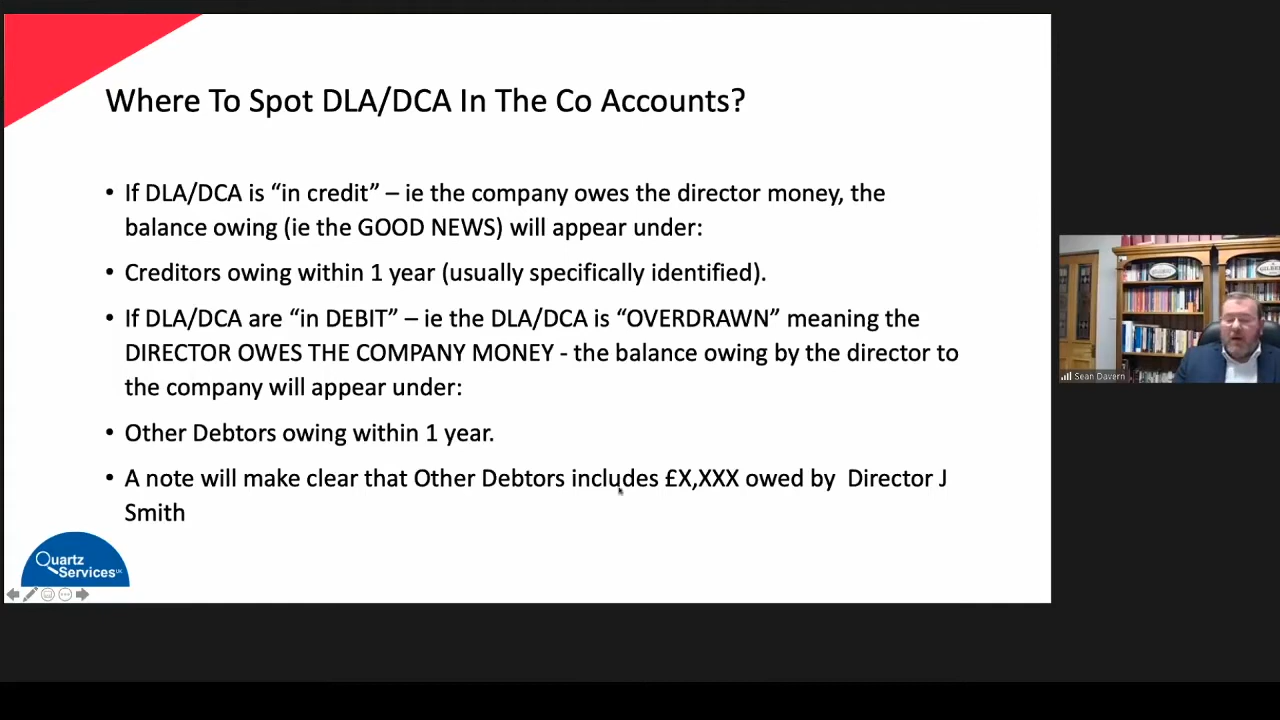 Where To Spot DLA/DCA In The Co Accounts?
• If DLA/DCA is “in credit” – ie the company owes the director money, the
balance owing (ie the GOOD NEWS) will appear under:
• Creditors owing within 1 year (usually specifically identified).
• If DLA/DCA are “in DEBIT” – ie the DLA/DCA is “OVERDRAWN” meaning the
DIRECTOR OWES THE COMPANY MONEY - the balance owing by the director to
the company will appear under:
• Other Debtors owing within 1 year.
• A note will make clear that Other Debtors includes £X,XXX owed by  Director J
Smith
Quartz
Services UK
Sean Davern